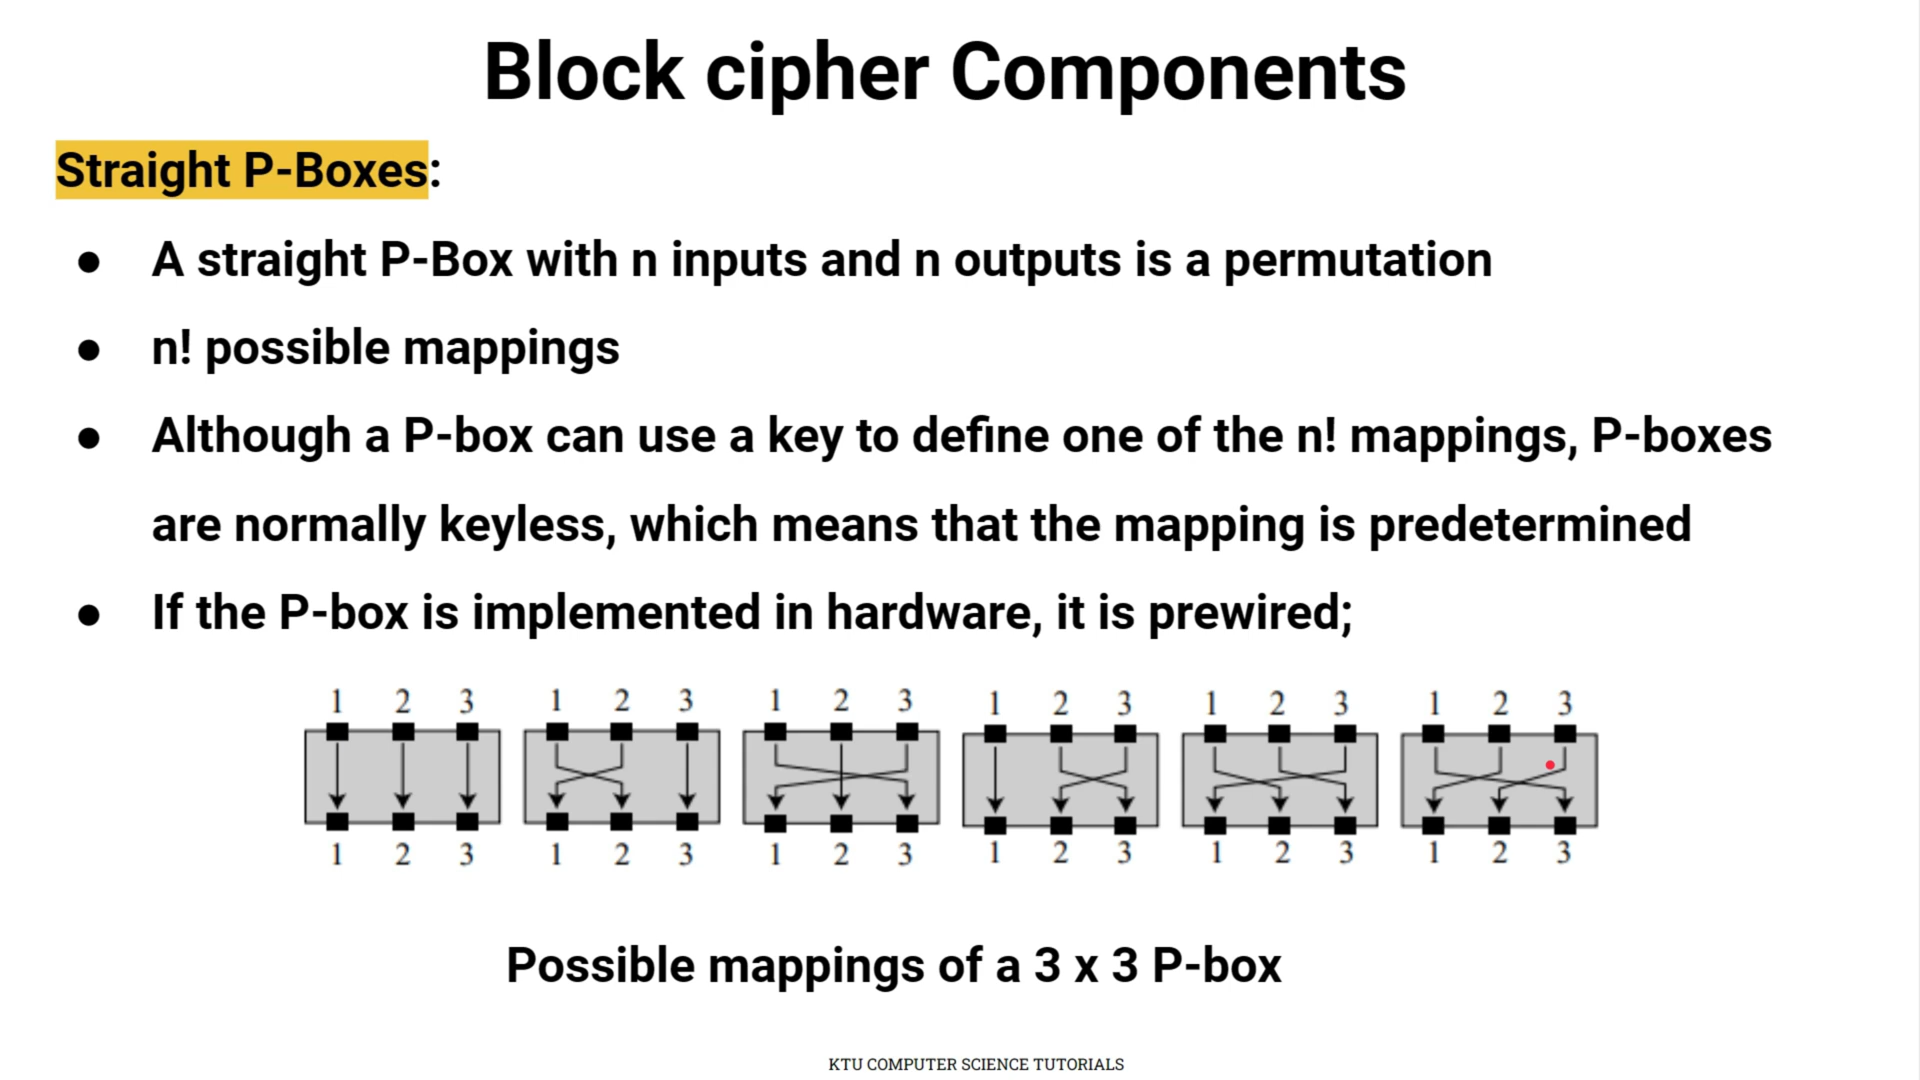 Block cipher Components
Straight P-Boxes:
● A straight P-Box with n inputs and n outputs is a permutation
● n! possible mappings
● Although a P-box can use a key to define one of the n! mappings, P-boxes
are normally keyless, which means that the mapping is predetermined
● If the P-box is implemented in hardware, it is prewired;
1 2 3 1 2 3 1 2 3 1 2 3 1 2 3 1 2 3
1 2 3 1 2 3 1 2 3 1 2 3 1 2 3 1 2 3
Possible mappings of a 3 x 3 P-box
KTU COMPUTER SCIENCE TUTORIALS